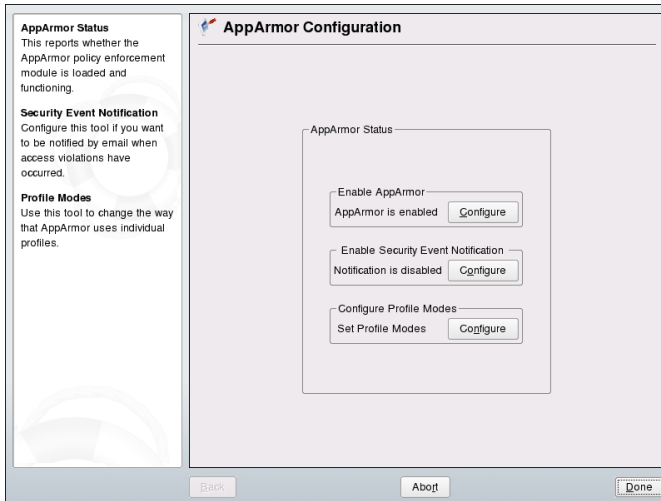 AppArmor Status
This reports whether the
AppArmor policy enforcement
module is loaded and
functioning.
Security Event Notification
Configure this tool if you want
to be notified by email when
access violations have
occurred.
Profile Modes
Use this tool to change the way
that AppArmor uses individual
profiles.
AppArmor Configuration
AppArmor Status
Enable AppArmor
AppArmor is enabled Configure
Enable Security Event Notification
Notification is disabled Configure
Configure Profile Modes
Set Profile Modes Configure
Back Abort Done